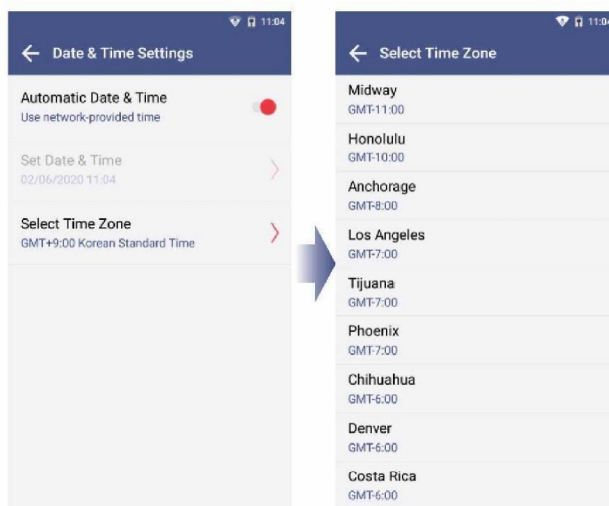 11:04
Date & Time Settings
Automatic Date & Time
Use network-provided time
Set Date & Time
02/06/2020 11:04
Select Time Zone
GMT+9:00 Korean Standard Time
11:04
Select Time Zone
Midway
GMT-11:00
Honolulu
GMT-10:00
Anchorage
GMT-8:00
Los Angeles
GMT-7:00
Tijuana
GMT-7:00
Phoenix
GMT-7:00
Chihuahua
GMT-6:00
Denver
GMT-6:00
Costa Rica
GMT-6:00